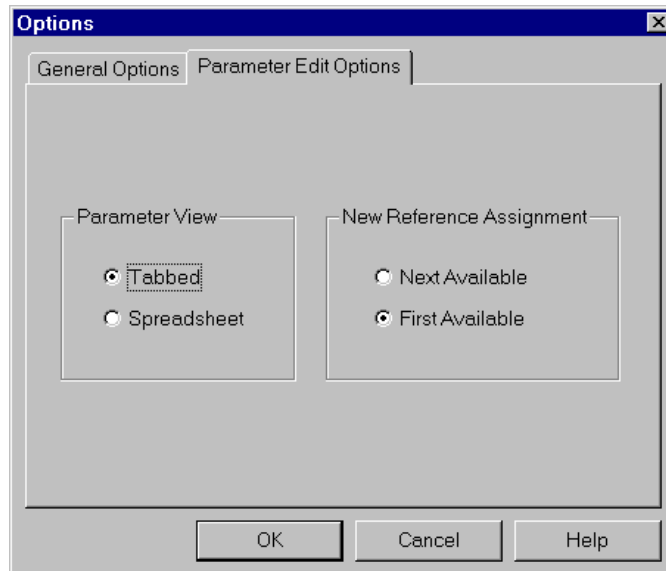 Options
General Options
Parameter Edit Options
Parameter View
Tabbed
Spreadsheet
New Reference Assignment
Next Available
First Available
OK
Cancel
Help